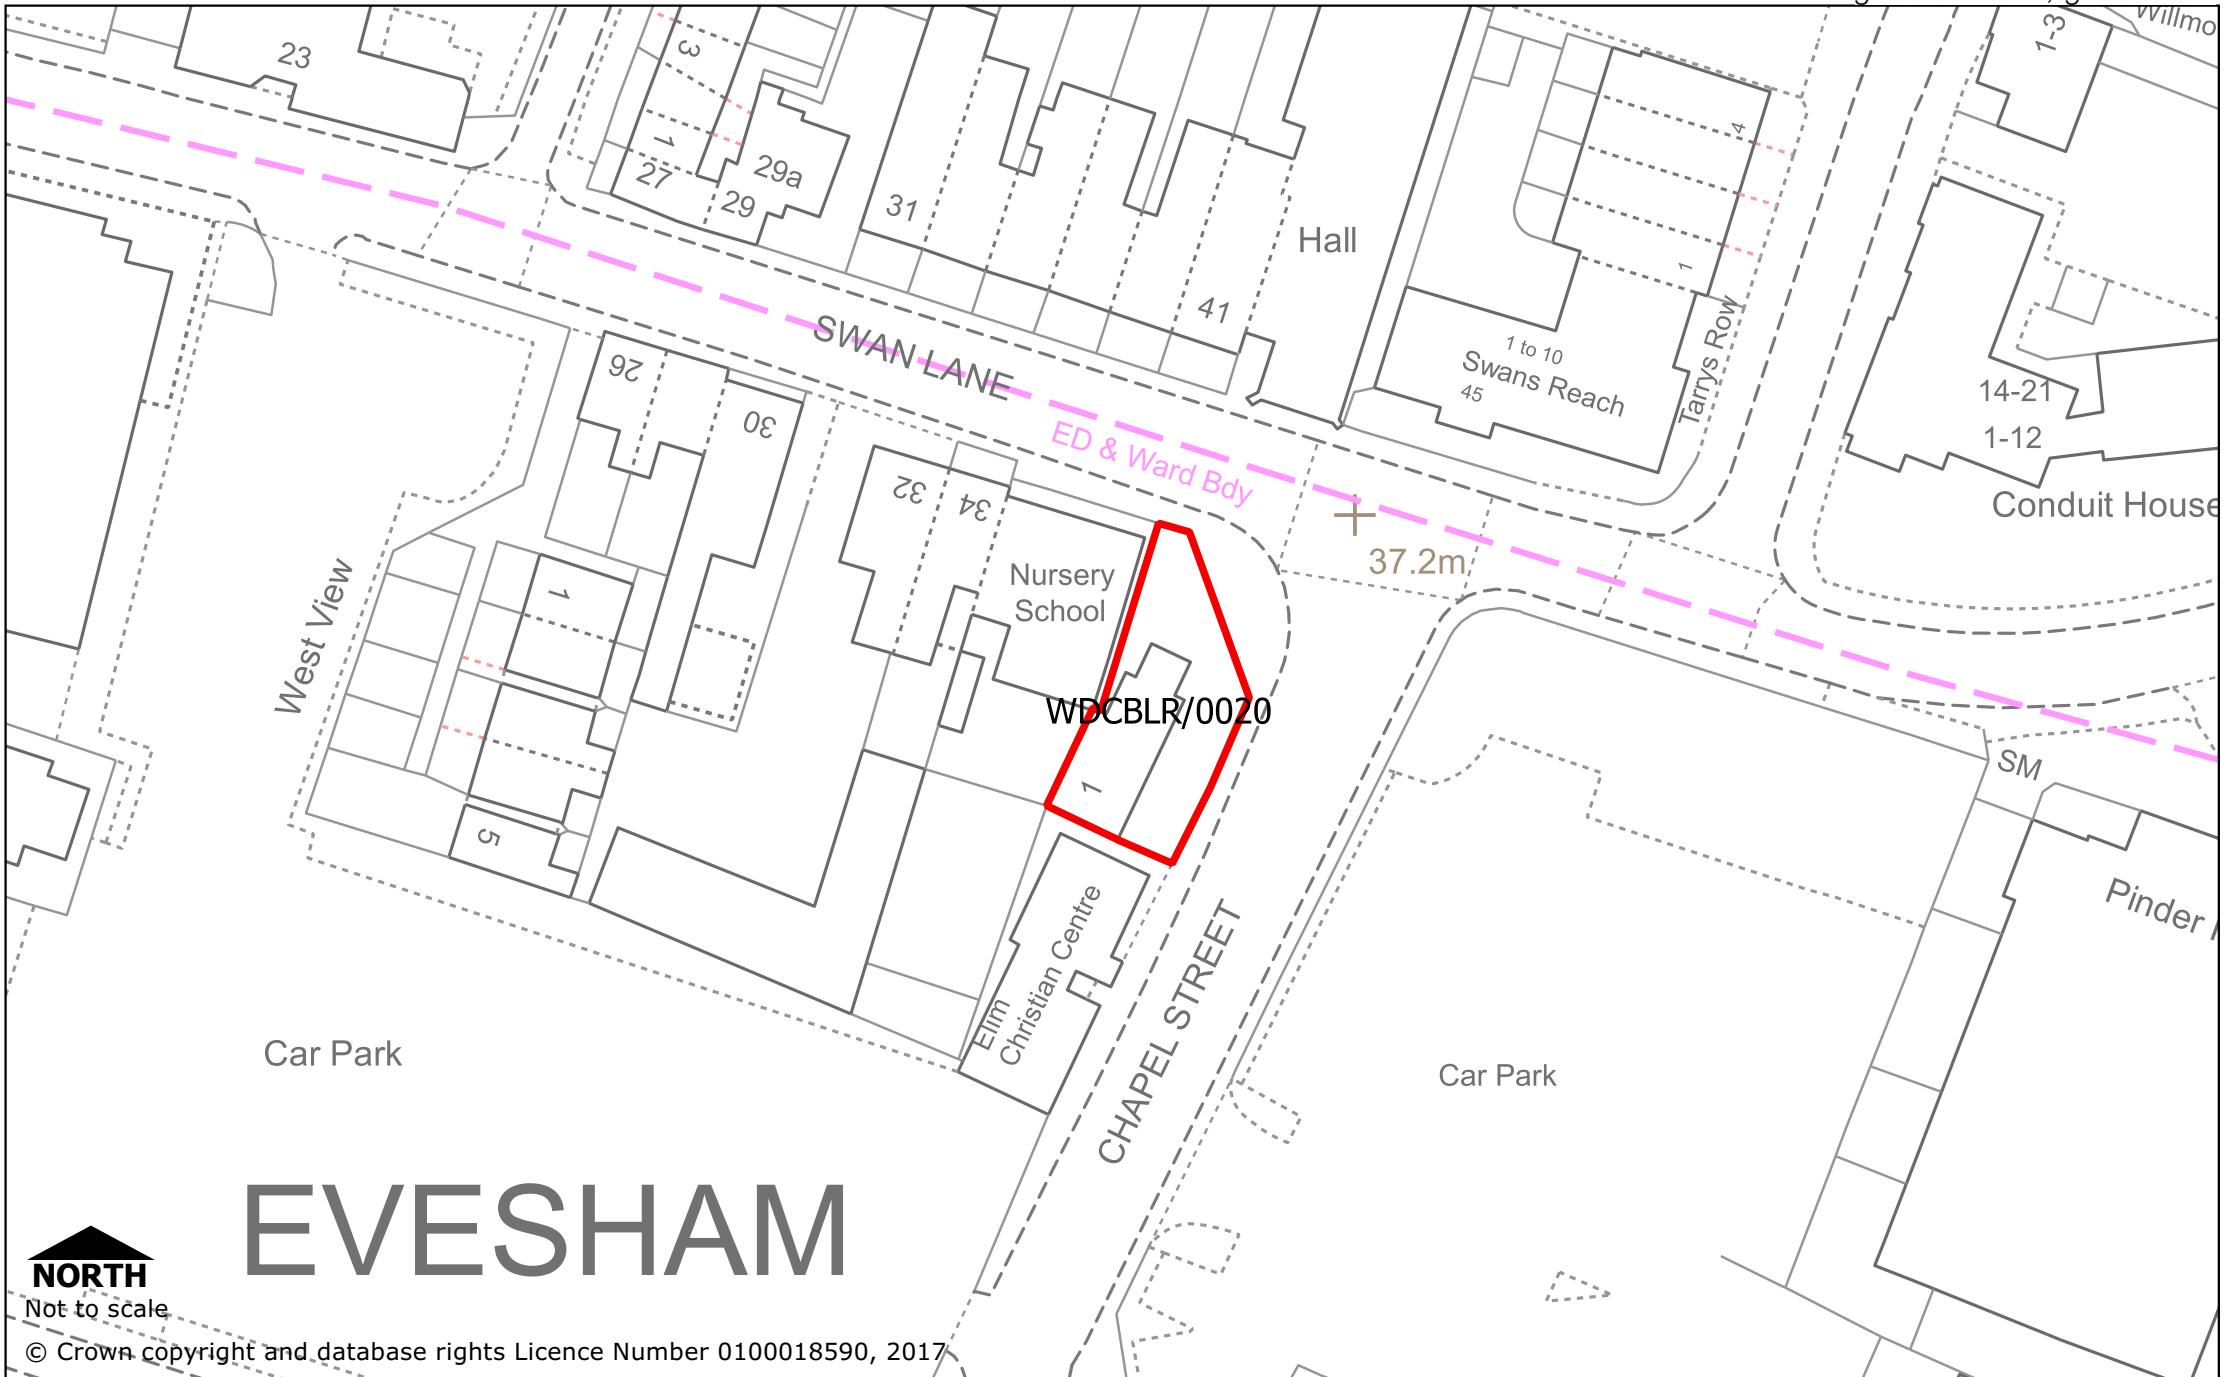 23
3
1
27
29
29a
31
41
Hall
4
1
1 to 10
Swans Reach
45
Tarrys Row
1-3
14-21
1-12
Conduit House
SWAN LANE
ED & Ward Bdy
37.2m
26
30
32
34
Nursery
School
West View
1
5
WDCBLR/0020
1
Elim
Christian Centre
CHAPEL STREET
SM
Pinder
Car Park
Car Park
EVESHAM
NORTH
Not to scale
© Crown copyright and database rights Licence Number 0100018590, 2017